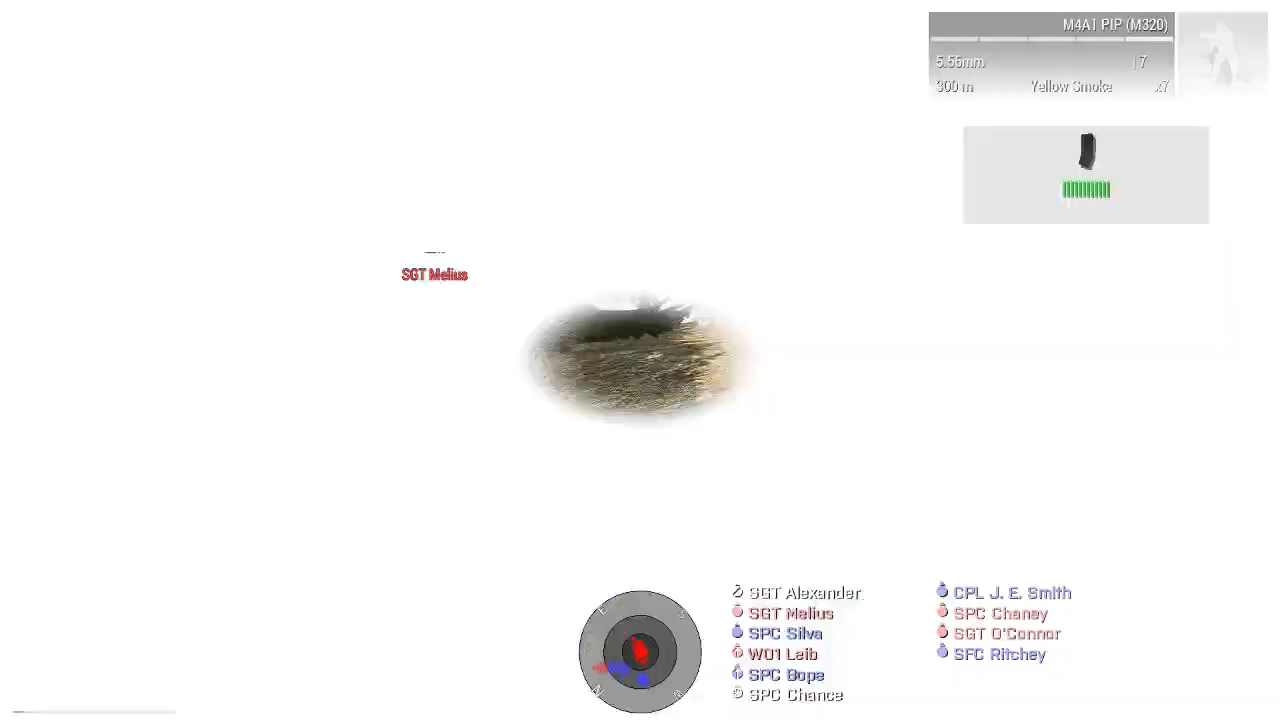 M4A1 PIP (M320)
5.56mm | 7
300 m Yellow Smoke x7
SGT Melius
E S
N
SGT Alexander
SGT Melius
SPC Silva
W01 Leib
SPC Bope
SPC Chance
CPL J. E. Smith
SPC Chaney
SGT O'Connor
SFC Ritchey